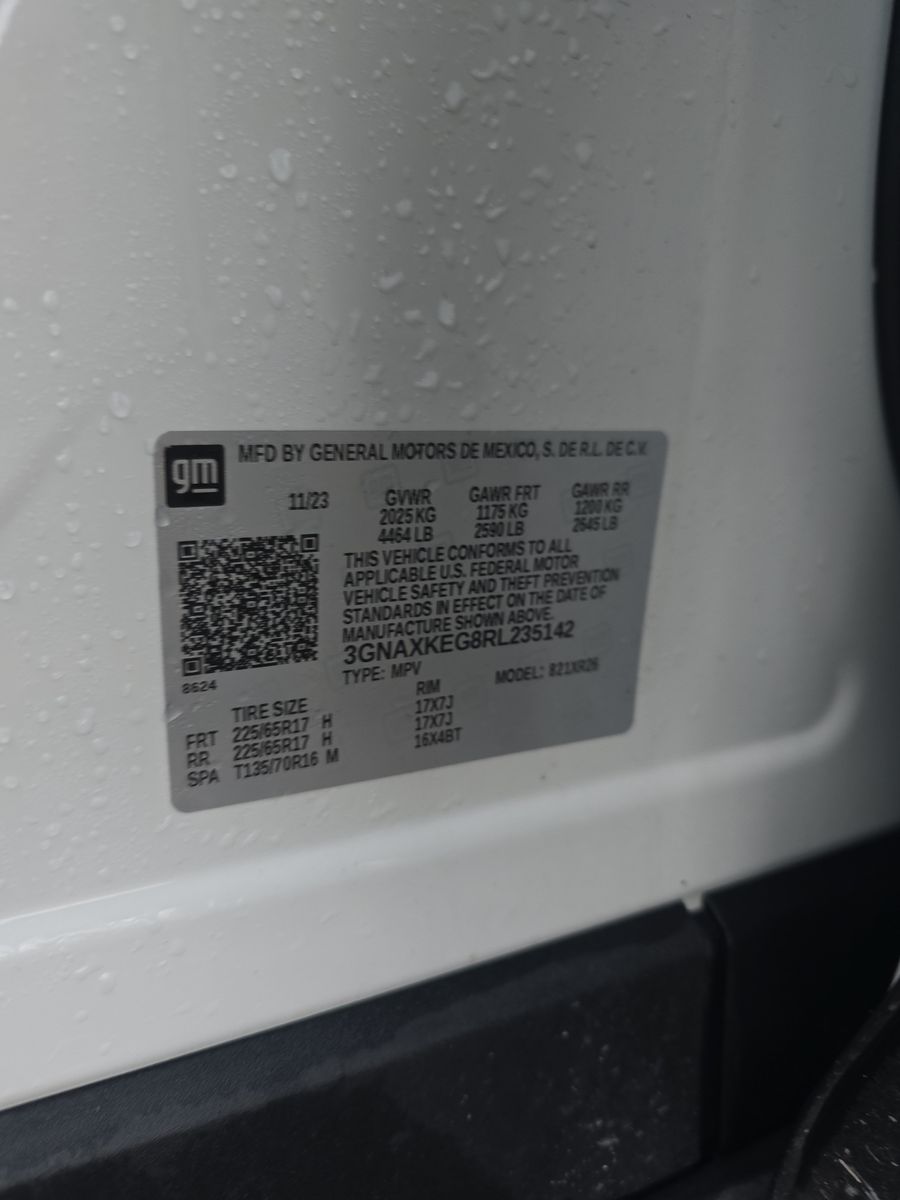 gm
MFD BY GENERAL MOTORS DE MEXICO, S. DE R.L. DE C.V.
11/23 GVWR GAWR FRT GAWR RR
2025 KG 1175 KG 1200 KG
4464 LB 2590 LB 2645 LB
THIS VEHICLE CONFORMS TO ALL
APPLICABLE U.S. FEDERAL MOTOR
VEHICLE SAFETY AND THEFT PREVENTION
STANDARDS IN EFFECT ON THE DATE OF
MANUFACTURE SHOWN ABOVE.
3GNAXKEG8RL235142
TYPE: MPV MODEL: 821XR26
8624
TIRE SIZE RIM
FRT 225/65R17 H 17X7J
RR 225/65R17 H 17X7J
SPA T135/70R16 M 16X4BT